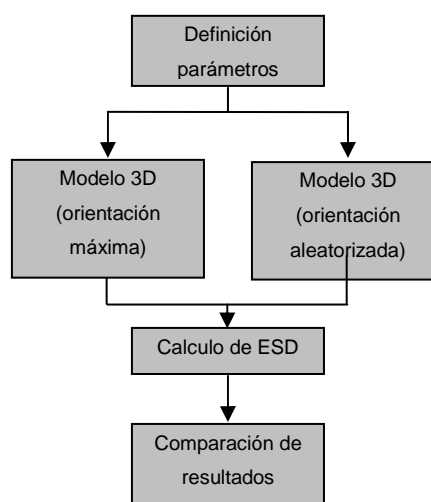 Definición
parámetros
Modelo 3D
(orientación
máxima)
Modelo 3D
(orientación
aleatorizada)
Calculo de ESD
Comparación de
resultados